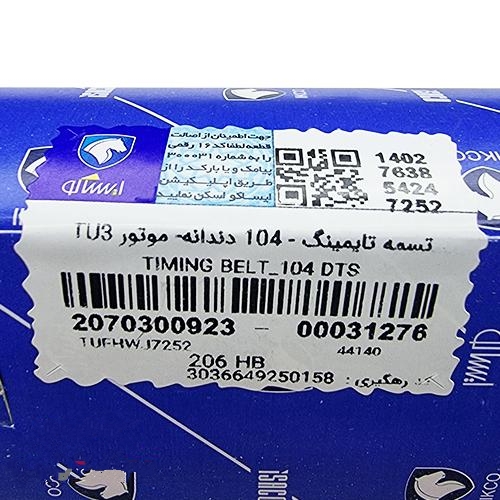 ایساکو
جهت اطمینان از اصالت
قطعه لطفا کد ۱۶ رقمی
را به شماره ۳۰۰۰۳۱
پیامک و یا بارکد را از
طریق اپلیکیشن
ایساکو اسکن نمایید
1402
7638
5424
7252
تسمه تایمینگ - 104 دندانه- موتور TU3
TIMING BELT_104 DTS
2070300923 - 00031276
TUFHWJ7252 44140
206 HB
کد رهگیری : 3036649250158
ایساکو
ISACO